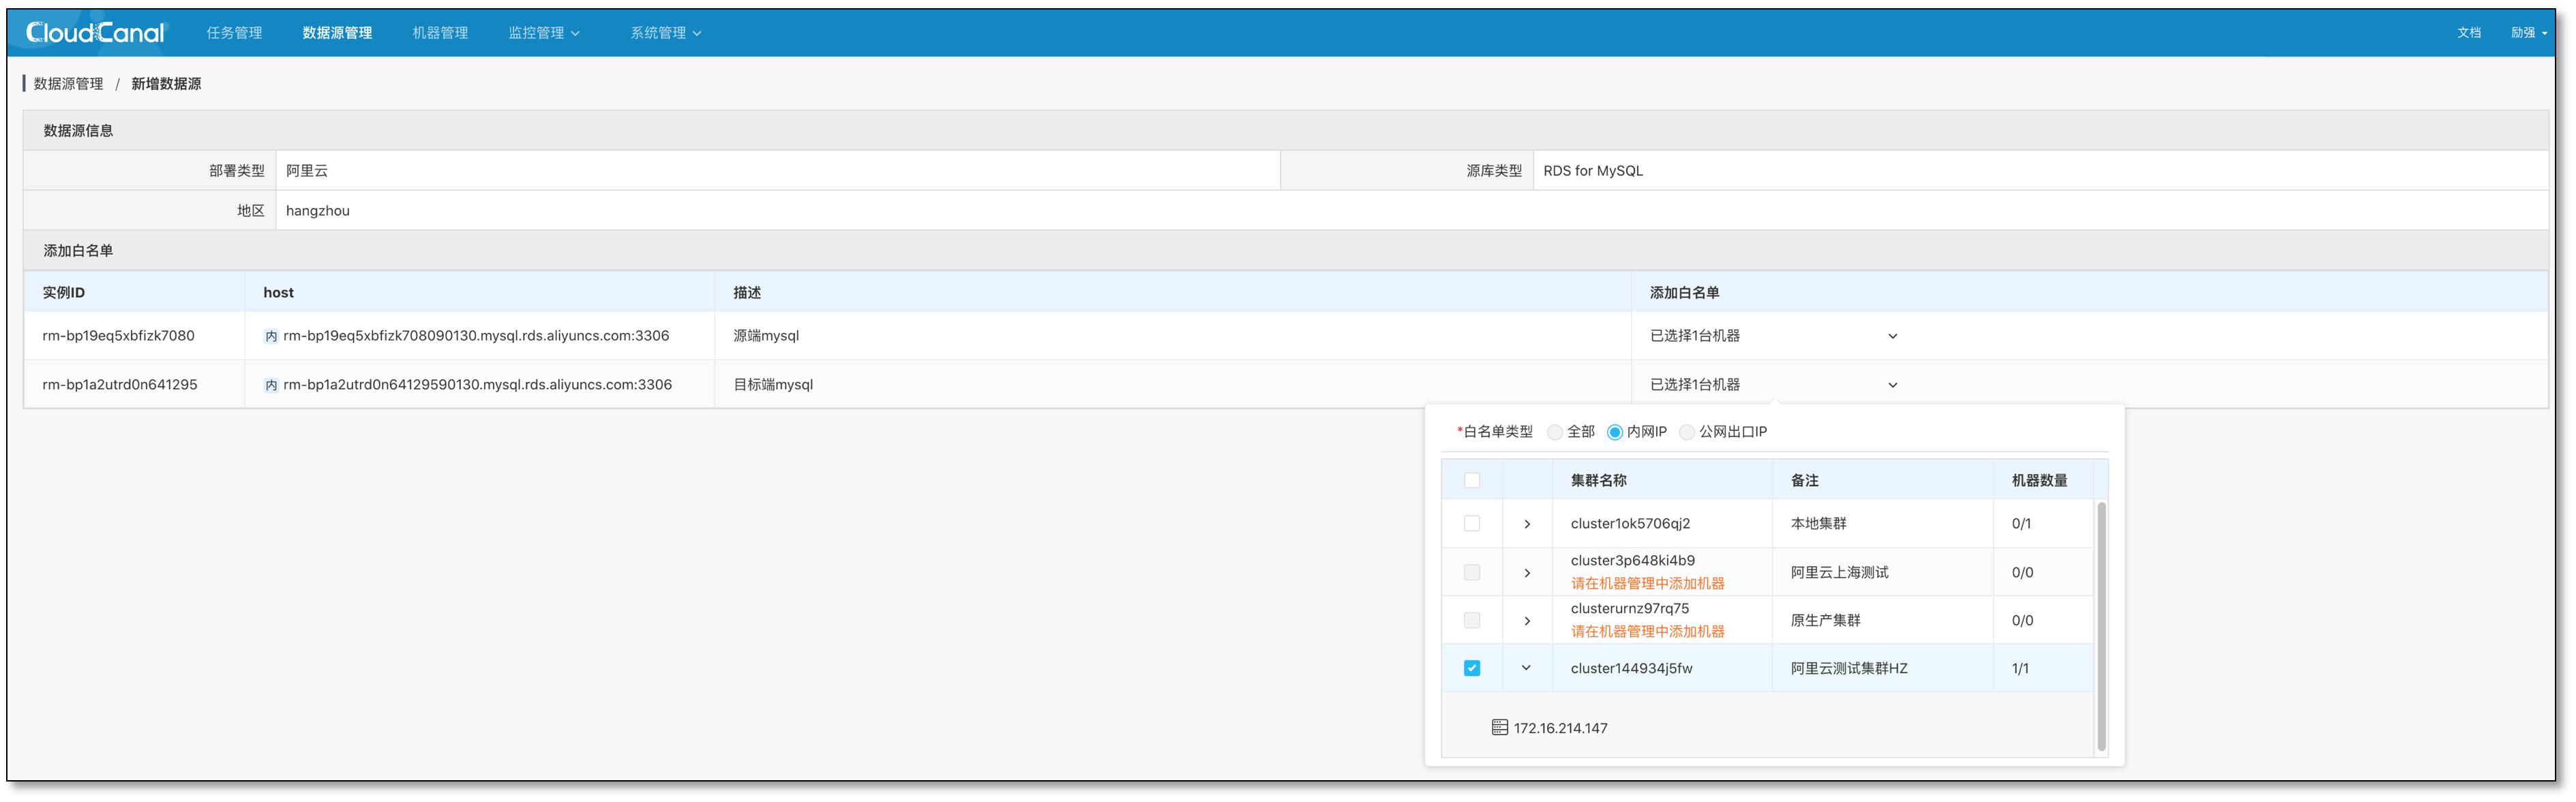 CloudCanal 任务管理 数据源管理 机器管理 监控管理 系统管理 文档 励强
数据源管理 / 新增数据源
数据源信息
部署类型 阿里云 源库类型 RDS for MySQL
地区 hangzhou
添加白名单
实例ID host 描述 添加白名单
rm-bp19eq5xbfizk7080 内 rm-bp19eq5xbfizk708090130.mysql.rds.aliyuncs.com:3306 源端mysql 已选择1台机器
rm-bp1a2utrd0n641295 内 rm-bp1a2utrd0n64129590130.mysql.rds.aliyuncs.com:3306 目标端mysql 已选择1台机器
*白名单类型 全部 内网IP 公网出口IP
集群名称 备注 机器数量
cluster1ok5706qj2 本地集群 0/1
cluster3p648ki4b9
请在机器管理中添加机器 阿里云上海测试 0/0
clusterurnz97rq75
请在机器管理中添加机器 原生产集群 0/0
cluster144934j5fw 阿里云测试集群HZ 1/1
172.16.214.147